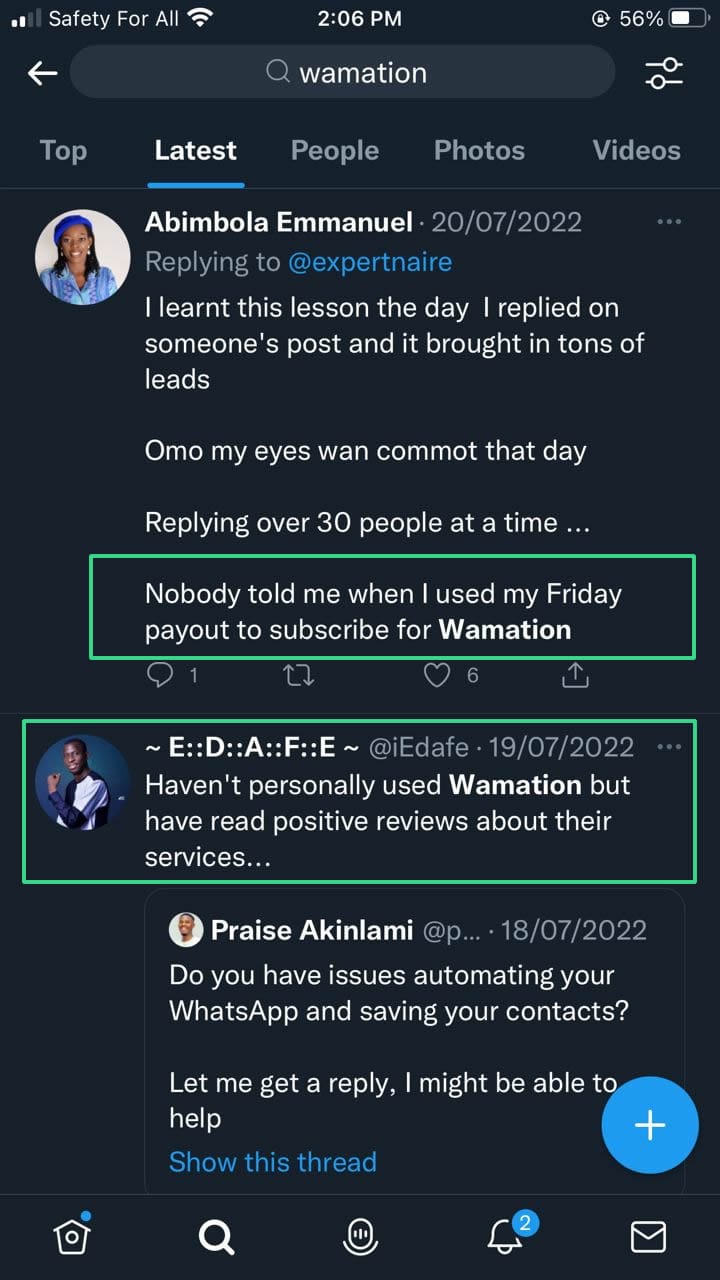 Safety For All
2:06 PM
56%
wamation
Top
Latest
People
Photos
Videos
Abimbola Emmanuel · 20/07/2022
Replying to @expertnaire
I learnt this lesson the day  I replied on
someone's post and it brought in tons of
leads
Omo my eyes wan commot that day
Replying over 30 people at a time ...
Nobody told me when I used my Friday
payout to subscribe for Wamation
1
6
~ E::D::A::F::E ~ @iEdafe · 19/07/2022
Haven't personally used Wamation but
have read positive reviews about their
services...
Praise Akinlami @p... · 18/07/2022
Do you have issues automating your
WhatsApp and saving your contacts?
Let me get a reply, I might be able to
help
Show this thread
2